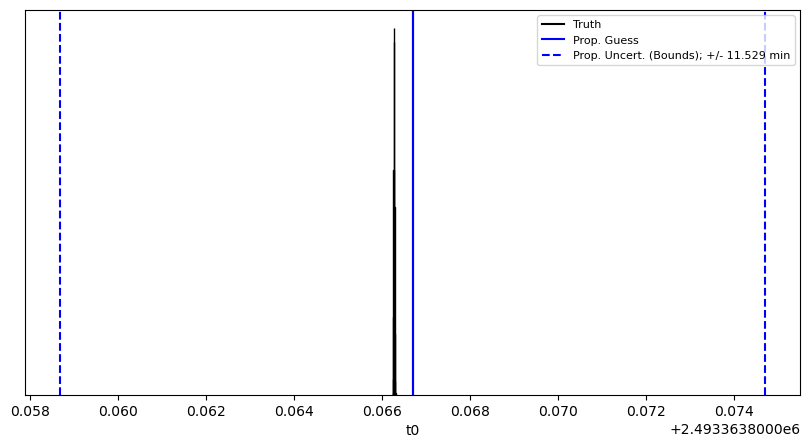 Truth
Prop. Guess
Prop. Uncert. (Bounds); +/- 11.529 min
0.058 0.060 0.062 0.064 0.066 0.068 0.070 0.072 0.074
t0
+2.4933638000e6